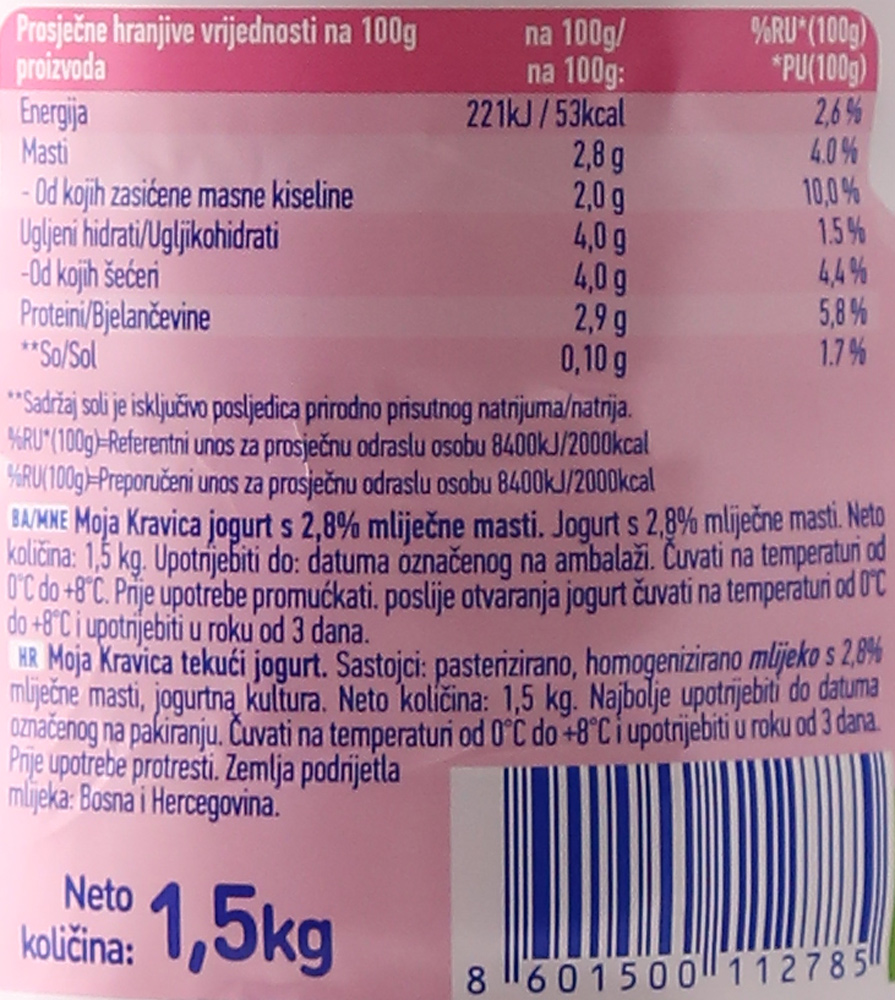 Prosječne hranjive vrijednosti na 100g na 100g/ %RU*(100g)
proizvoda na 100g: *PU(100g)
Energija 221kJ / 53kcal 2,6 %
Masti 2,8 g 4.0 %
- Od kojih zasićene masne kiseline 2,0 g 10,0 %
Ugljeni hidrati/Ugljikohidrati 4,0 g 1.5 %
-Od kojih šećeri 4,0 g 4,4 %
Proteini/Bjelančevine 2,9 g 5,8 %
**So/Sol 0,10 g 1.7 %
**Sadržaj soli je isključivo posljedica prirodno prisutnog natrijuma/natrija.
%RU*(100g)=Referentni unos za prosječnu odraslu osobu 8400kJ/2000kcal
%RU(100g)=Preporučeni unos za prosječnu odraslu osobu 8400kJ/2000kcal
BA/MNE Moja Kravica jogurt s 2,8% mliječne masti. Jogurt s 2,8% mliječne masti. Neto
količina: 1,5 kg. Upotrijebiti do: datuma označenog na ambalaži. Čuvati na temperaturi od
0°C do +8°C. Prije upotrebe promućkati. poslije otvaranja jogurt čuvati na temperaturi od 0°C
do +8°C i upotrijebiti u roku od 3 dana.
HR Moja Kravica tekući jogurt. Sastojci: pasterizirano, homogenizirano mlijeko s 2,8%
mliječne masti, jogurtna kultura. Neto količina: 1,5 kg. Najbolje upotrijebiti do datuma
označenog na pakiranju. Čuvati na temperaturi od 0°C do +8°C i upotrijebiti u roku od 3 dana.
Prije upotrebe protresti. Zemlja podrijetla
mlijeka: Bosna i Hercegovina.
Neto
količina: 1,5kg
8 601500 112785